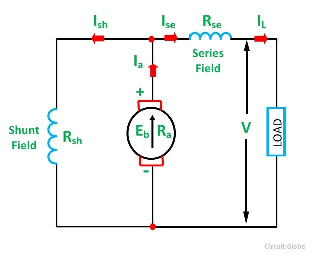 Ish
Ise
Rse
IL
Ia
Series
Field
+
Shunt
Field
Rsh
Eb
Ra
V
LOAD
-
Circuit Globe